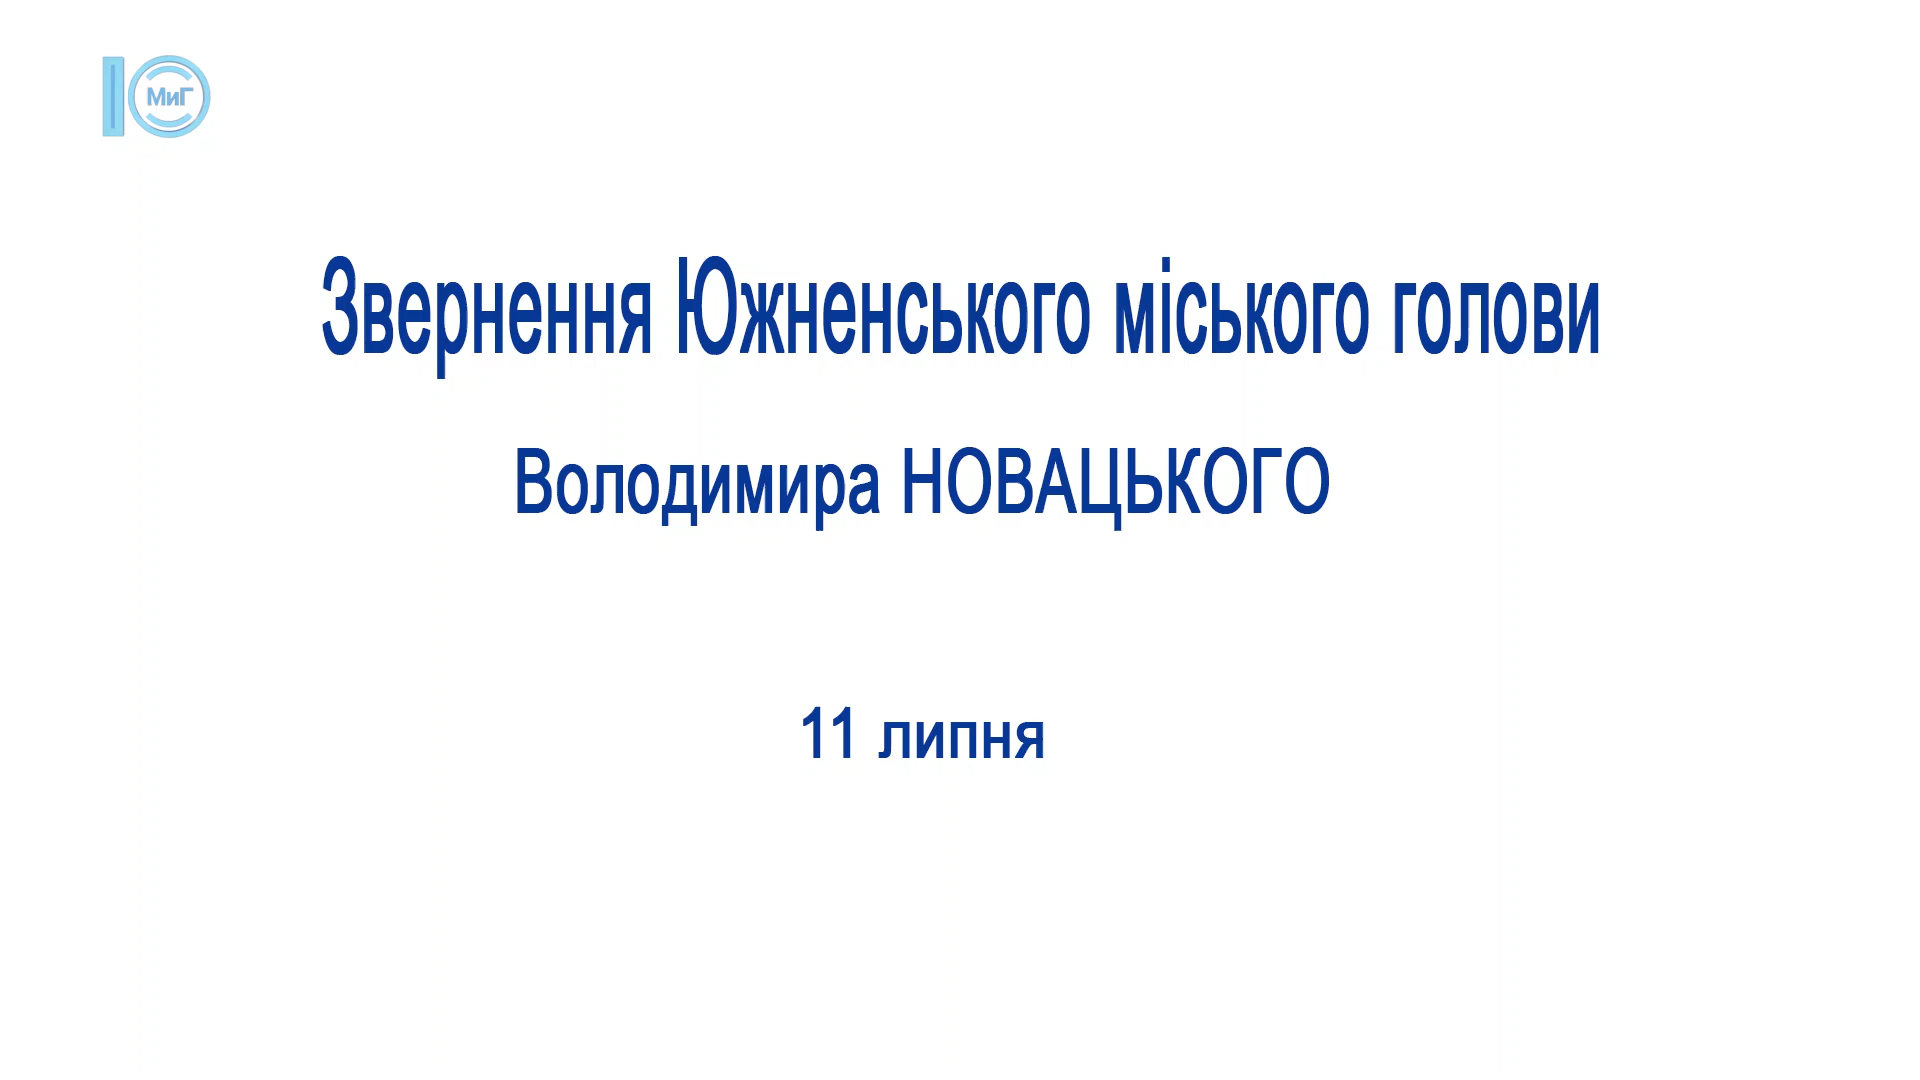 МиГ
Звернення Южненського міського голови
Володимира НОВАЦЬКОГО
11 липня